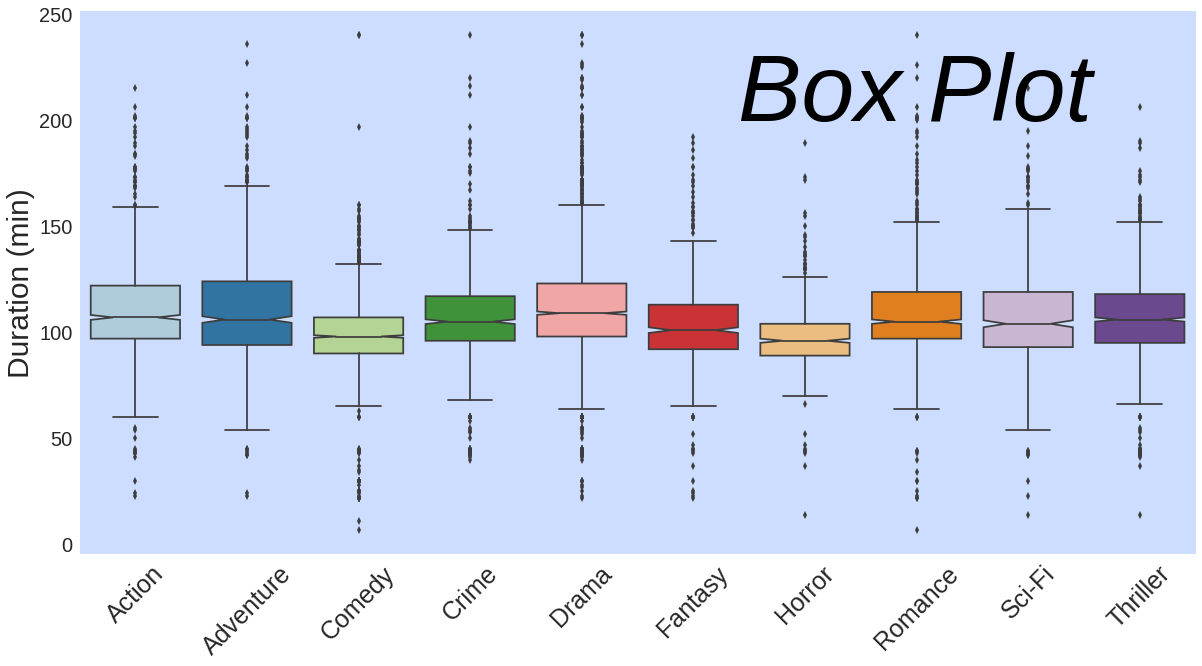 Box Plot
Duration (min)
250
200
150
100
50
0
Action
Adventure
Comedy
Crime
Drama
Fantasy
Horror
Romance
Sci-Fi
Thriller